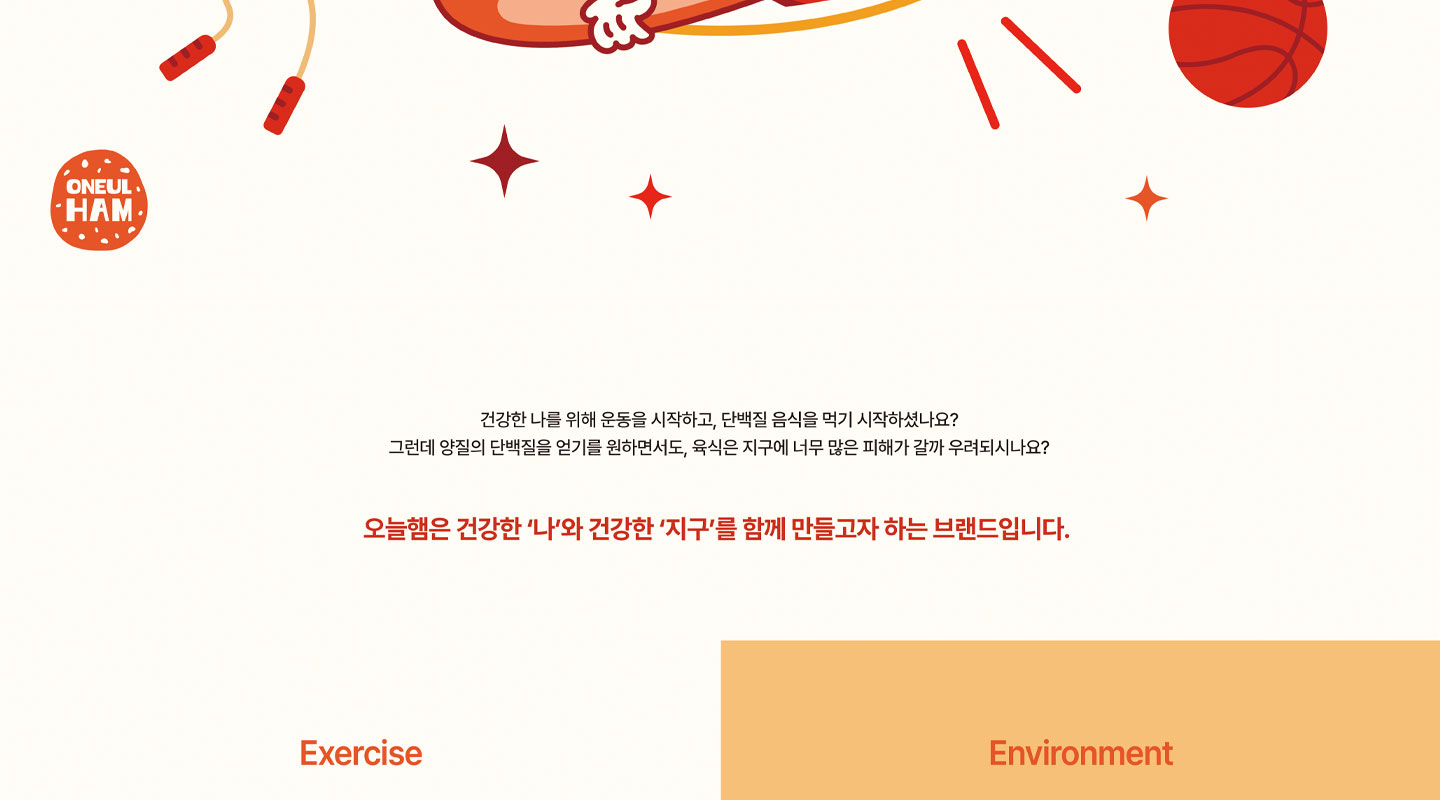 ONEUL
HAM
건강한 나를 위해 운동을 시작하고, 단백질 음식을 먹기 시작하셨나요?
그런데 양질의 단백질을 얻기를 원하면서도, 육식은 지구에 너무 많은 피해가 갈까 우려되시나요?
오늘햄은 건강한 ‘나’와 건강한 ‘지구’를 함께 만들고자 하는 브랜드입니다.
Exercise
Environment